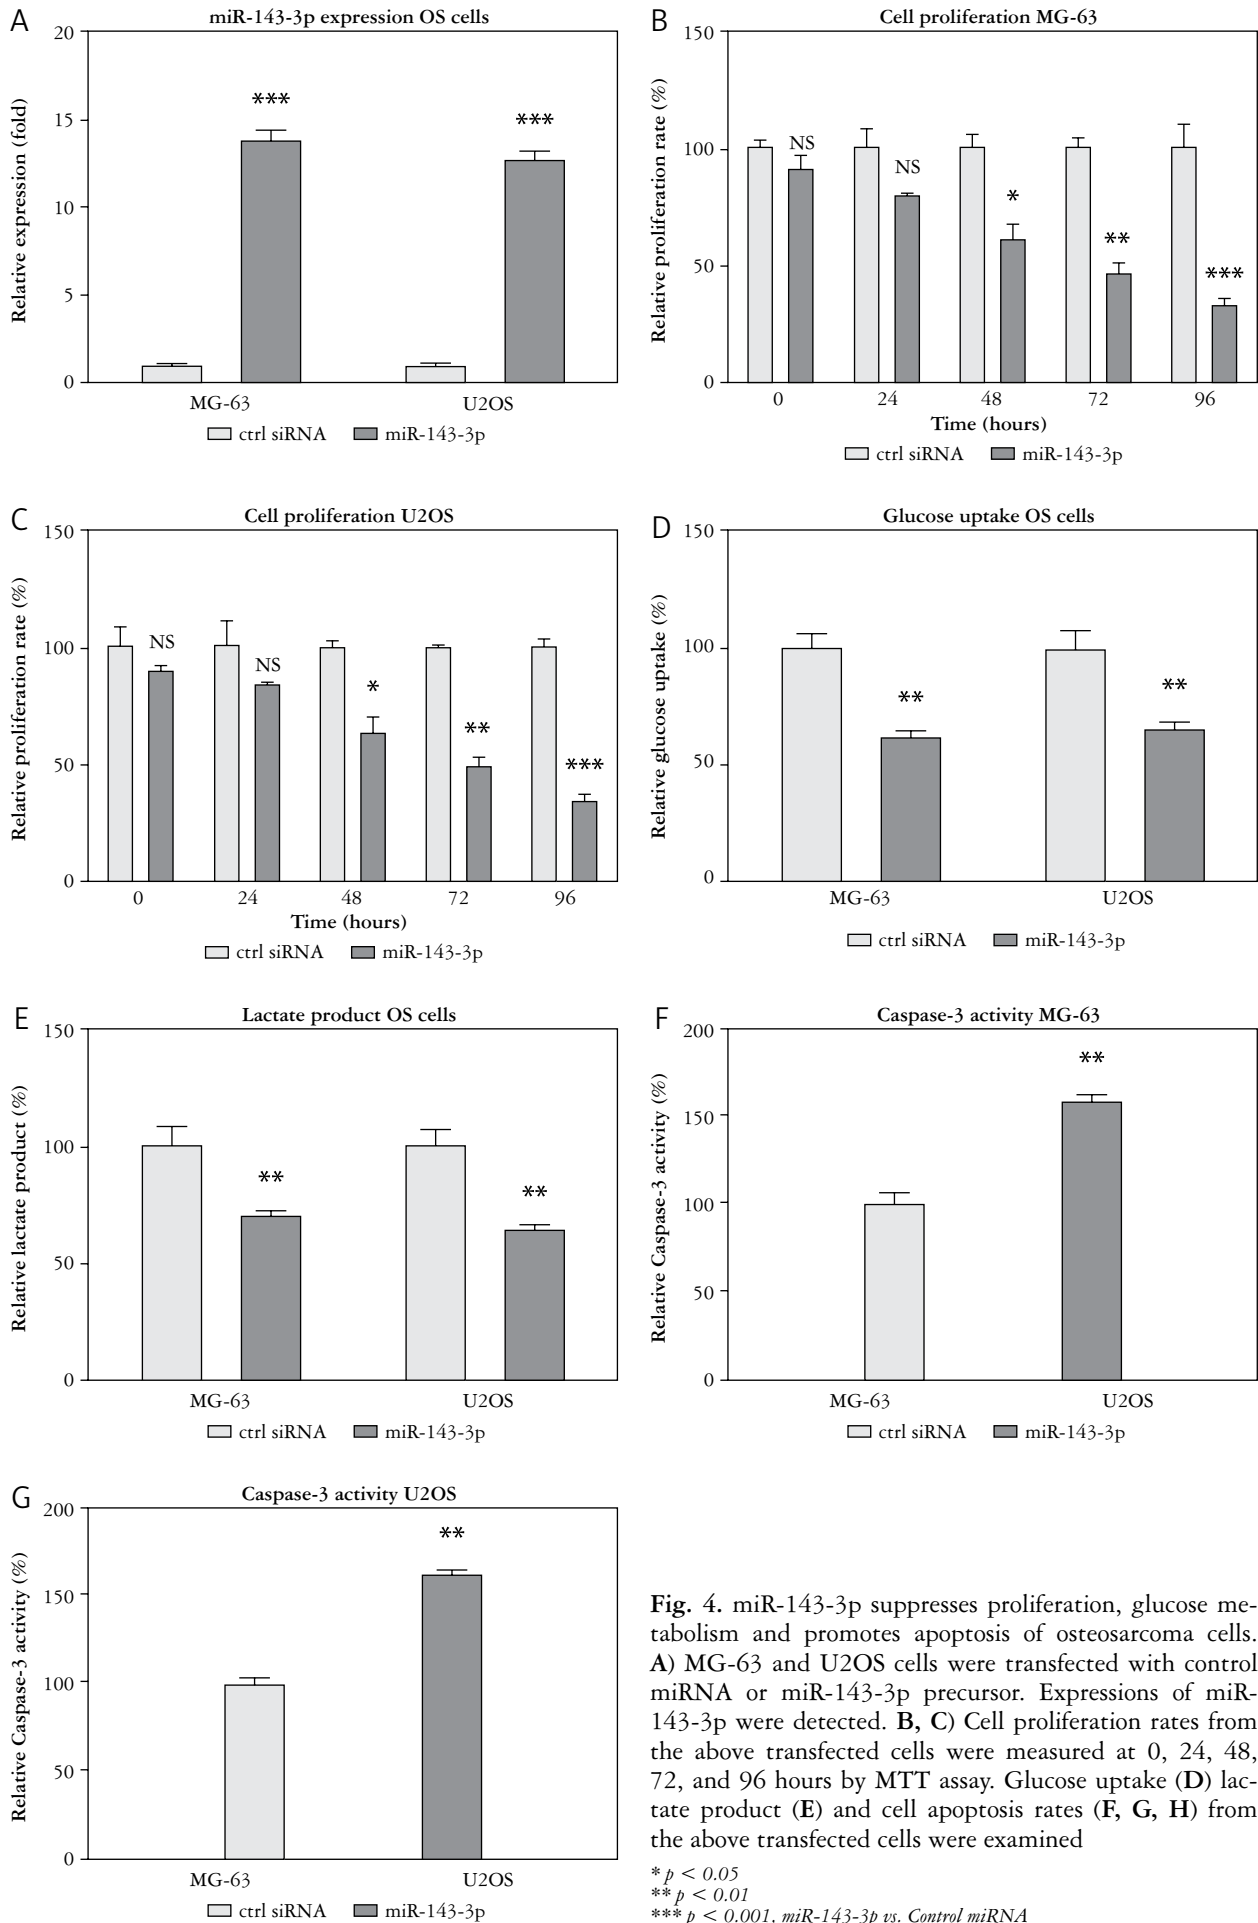 A
miR-143-3p expression OS cells
Relative expression (fold)
20
15
10
5
0
***
***
MG-63
U2OS
ctrl siRNA miR-143-3p
B
Cell proliferation MG-63
Relative proliferation rate (%)
150
100
50
0
NS
NS
*
**
***
0 24 48 72 96
Time (hours)
ctrl siRNA miR-143-3p
C
Cell proliferation U2OS
Relative proliferation rate (%)
150
100
50
0
NS
NS
*
**
***
0 24 48 72 96
Time (hours)
ctrl siRNA miR-143-3p
D
Glucose uptake OS cells
Relative glucose uptake (%)
150
100
50
0
**
**
MG-63 U2OS
ctrl siRNA miR-143-3p
E
Lactate product OS cells
Relative lactate product (%)
150
100
50
0
**
**
MG-63 U2OS
ctrl siRNA miR-143-3p
F
Caspase-3 activity MG-63
Relative Caspase-3 activity (%)
200
150
100
50
0
**
MG-63 U2OS
ctrl siRNA miR-143-3p
G
Caspase-3 activity U2OS
Relative Caspase-3 activity (%)
200
150
100
50
0
**
MG-63 U2OS
ctrl siRNA miR-143-3p
Fig. 4. miR-143-3p suppresses proliferation, glucose me-
tabolism and promotes apoptosis of osteosarcoma cells.
A) MG-63 and U2OS cells were transfected with control
miRNA or miR-143-3p precursor. Expressions of miR-
143-3p were detected. B, C) Cell proliferation rates from
the above transfected cells were measured at 0, 24, 48,
72, and 96 hours by MTT assay. Glucose uptake (D) lac-
tate product (E) and cell apoptosis rates (F, G, H) from
the above transfected cells were examined
* p < 0.05
** p < 0.01
*** p < 0.001, miR-143-3p vs. Control miRNA